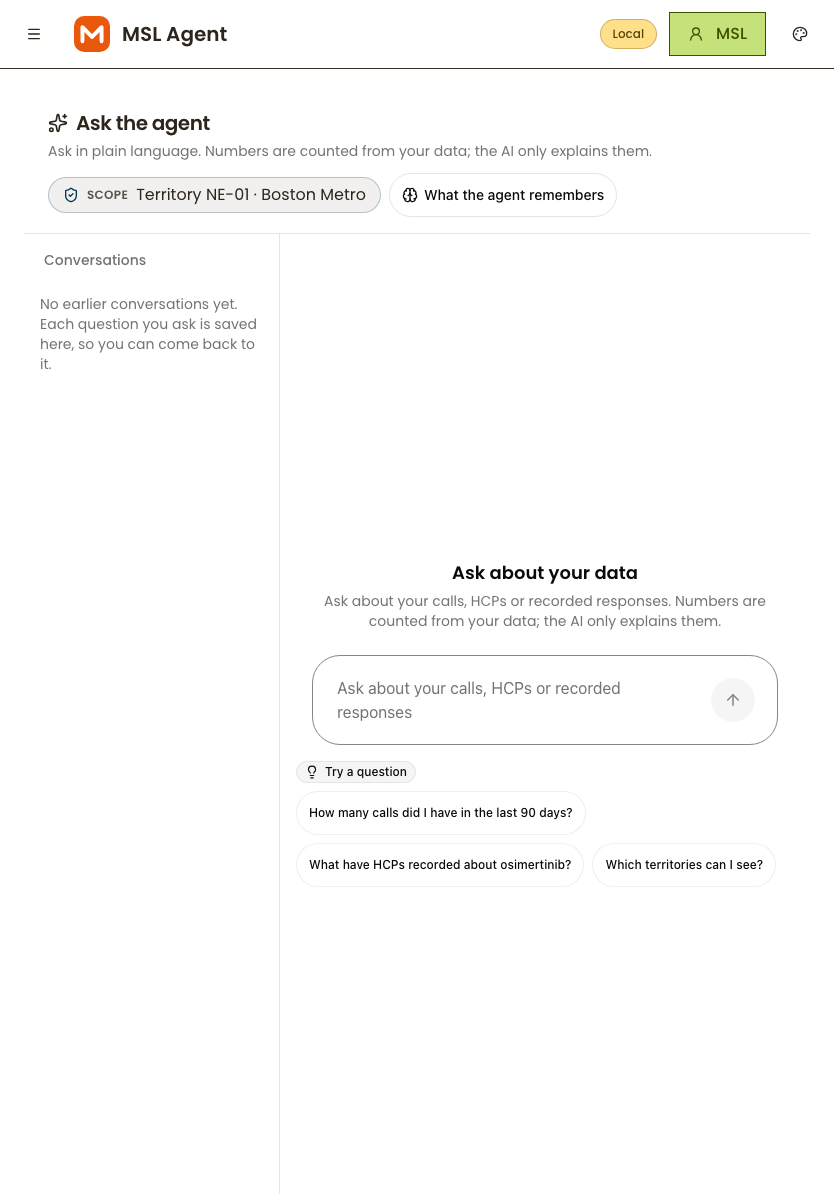 MSL Agent
Local
MSL
Ask the agent
Ask in plain language. Numbers are counted from your data; the AI only explains them.
SCOPE Territory NE-01 · Boston Metro
What the agent remembers
Conversations
No earlier conversations yet.
Each question you ask is saved
here, so you can come back to
it.
Ask about your data
Ask about your calls, HCPs or recorded responses. Numbers are
counted from your data; the AI only explains them.
Ask about your calls, HCPs or recorded
responses
Try a question
How many calls did I have in the last 90 days?
What have HCPs recorded about osimertinib?
Which territories can I see?